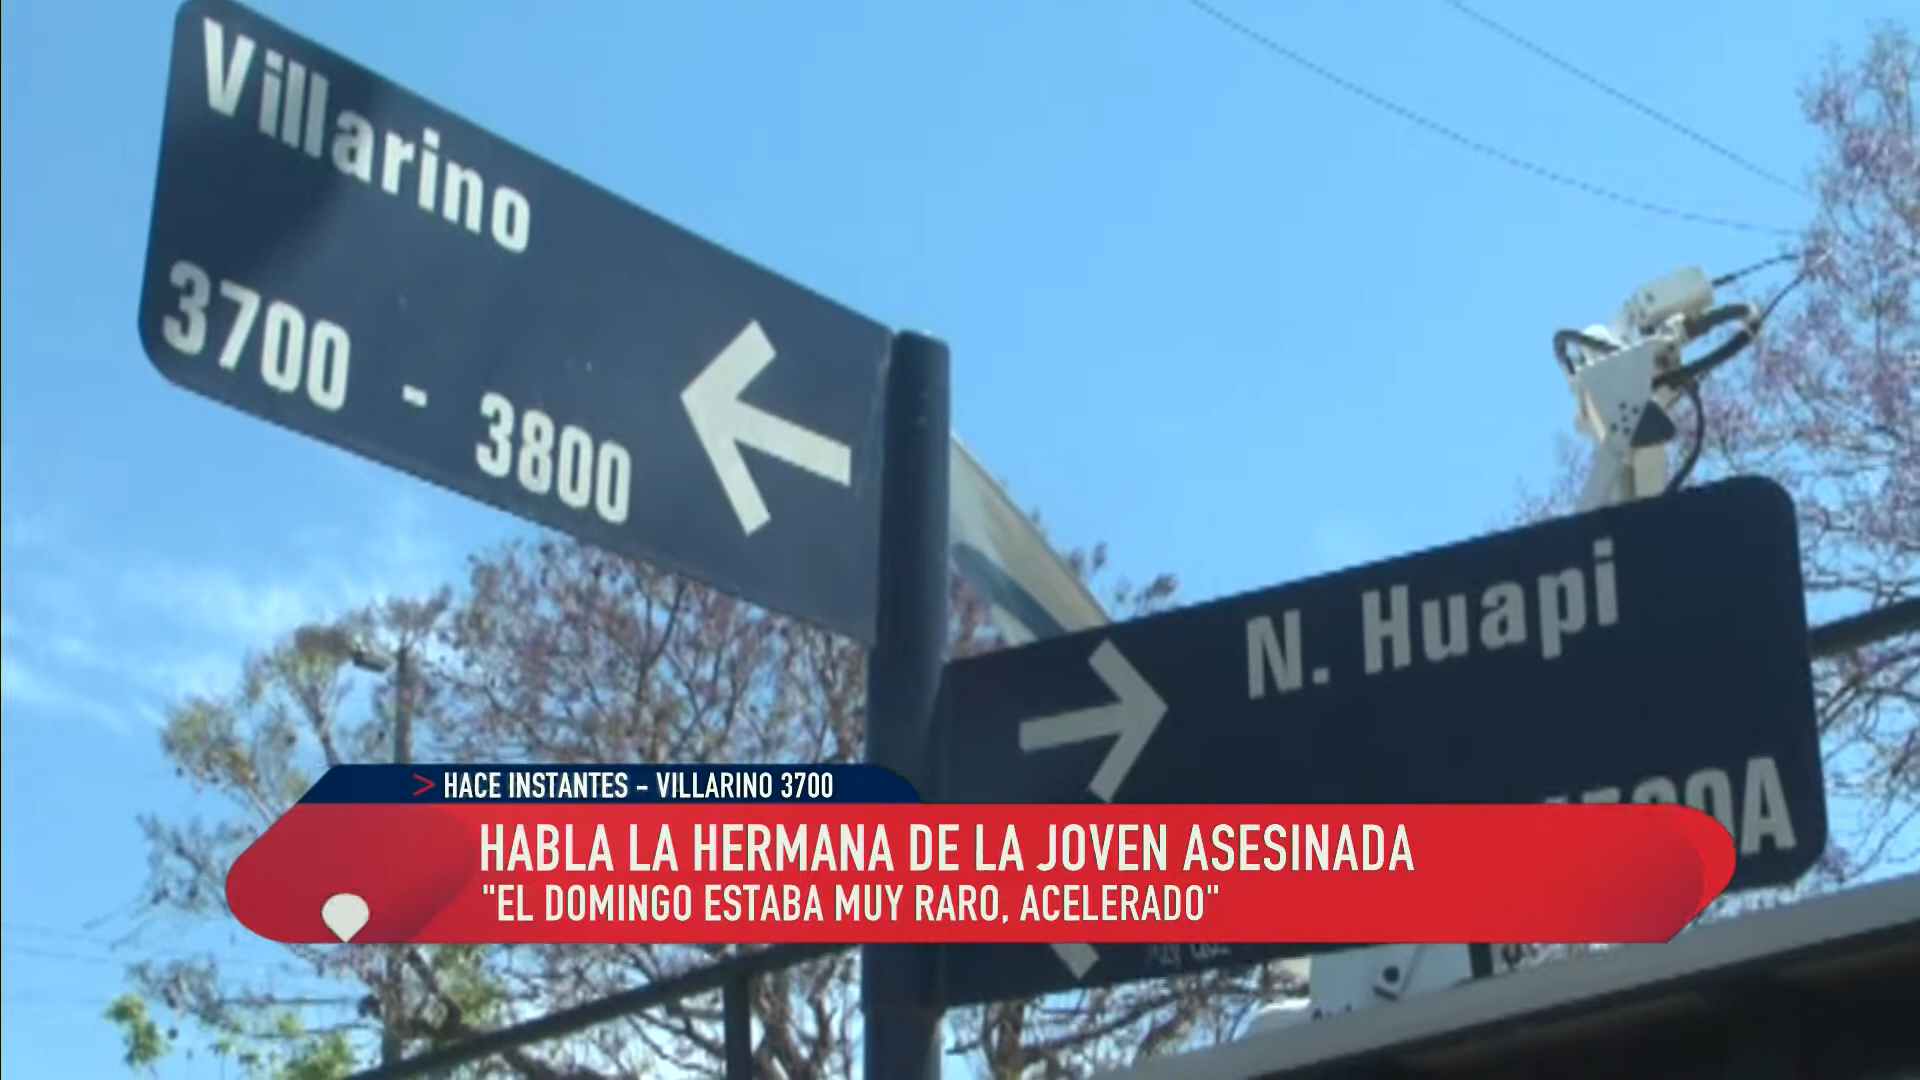 Villarino
3700 - 3800
N. Huapi
> HACE INSTANTES - VILLARINO 3700
HABLA LA HERMANA DE LA JOVEN ASESINADA
"EL DOMINGO ESTABA MUY RARO, ACELERADO"